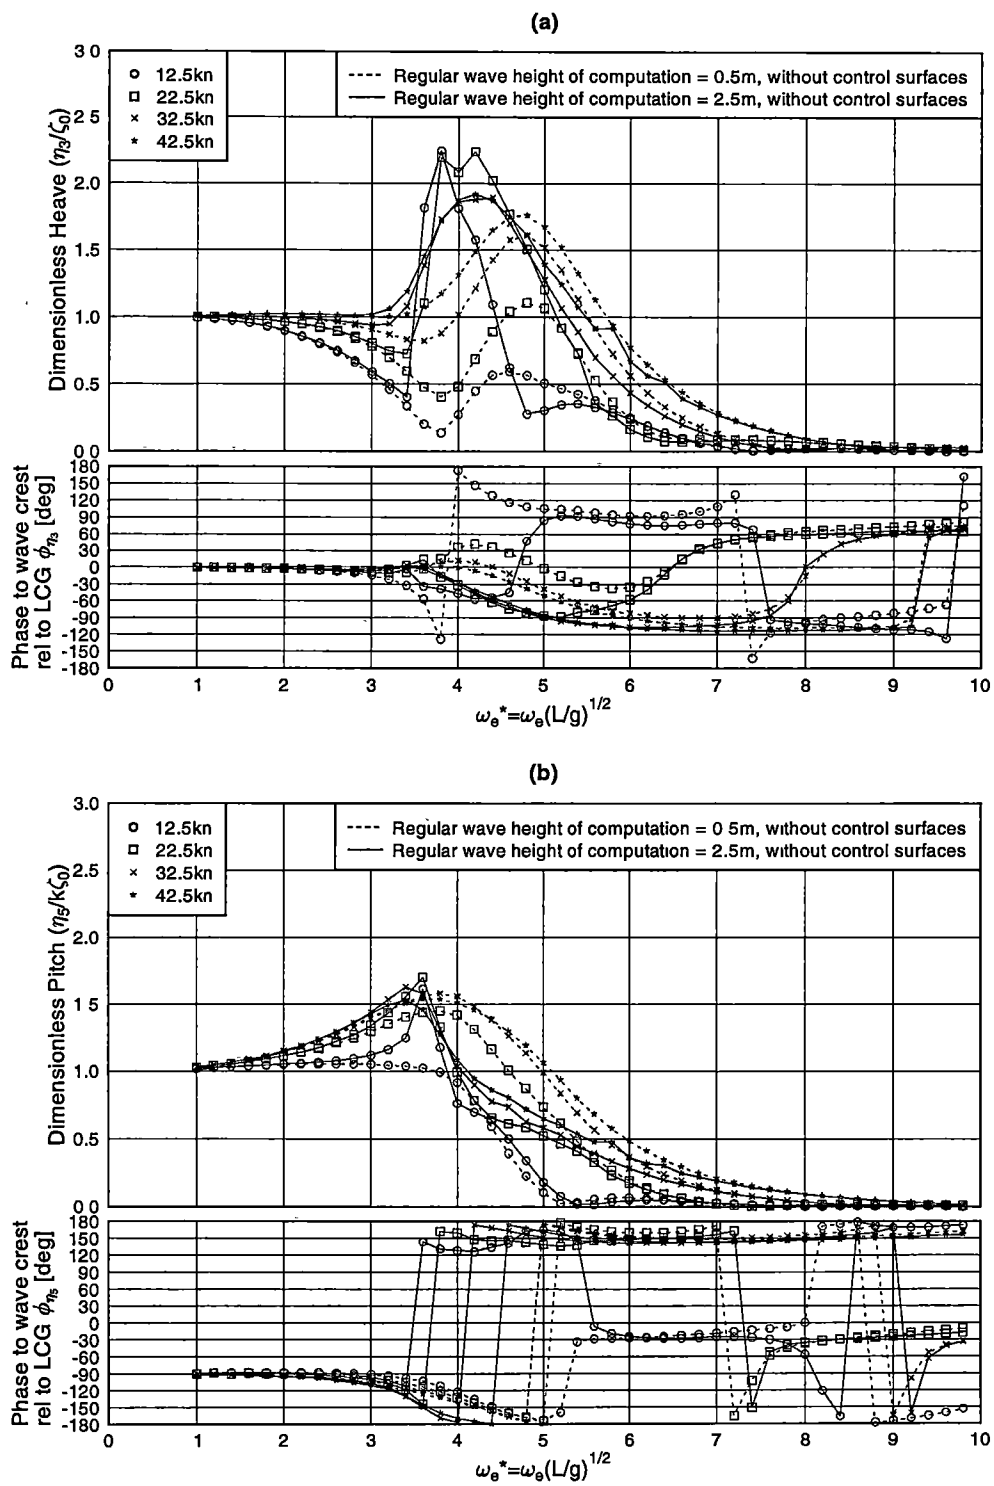 (a)
3 0
2 5
2.0
1.5
1.0
0.5
0 0
Dimensionless Heave (η₃/ζ₀)
12.5kn
22.5kn
32.5kn
42.5kn
Regular wave height of computation = 0.5m, without control surfaces
Regular wave height of computation = 2.5m, without control surfaces
180
150
120
90
60
30
0
-30
-60
-90
-120
-150
-180
Phase to wave crest
rel to LCG ϕη₃ [deg]
0 1 2 3 4 5 6 7 8 9 10
ωe*=ωe(L/g)^1/2
(b)
3.0
2.5
2.0
1.5
1.0
0.5
0 0
Dimensionless Pitch (η₅/kζ₀)
12.5kn
22.5kn
32.5kn
42.5kn
Regular wave height of computation = 0 5m, without control surfaces
Regular wave height of computation = 2.5m, without control surfaces
180
150
120
90
60
30
0
-30
-60
-90
-120
-150
-180
Phase to wave crest
rel to LCG ϕη₅ [deg]
0 1 2 3 4 5 6 7 8 9 10
ωe*=ωe(L/g)^1/2